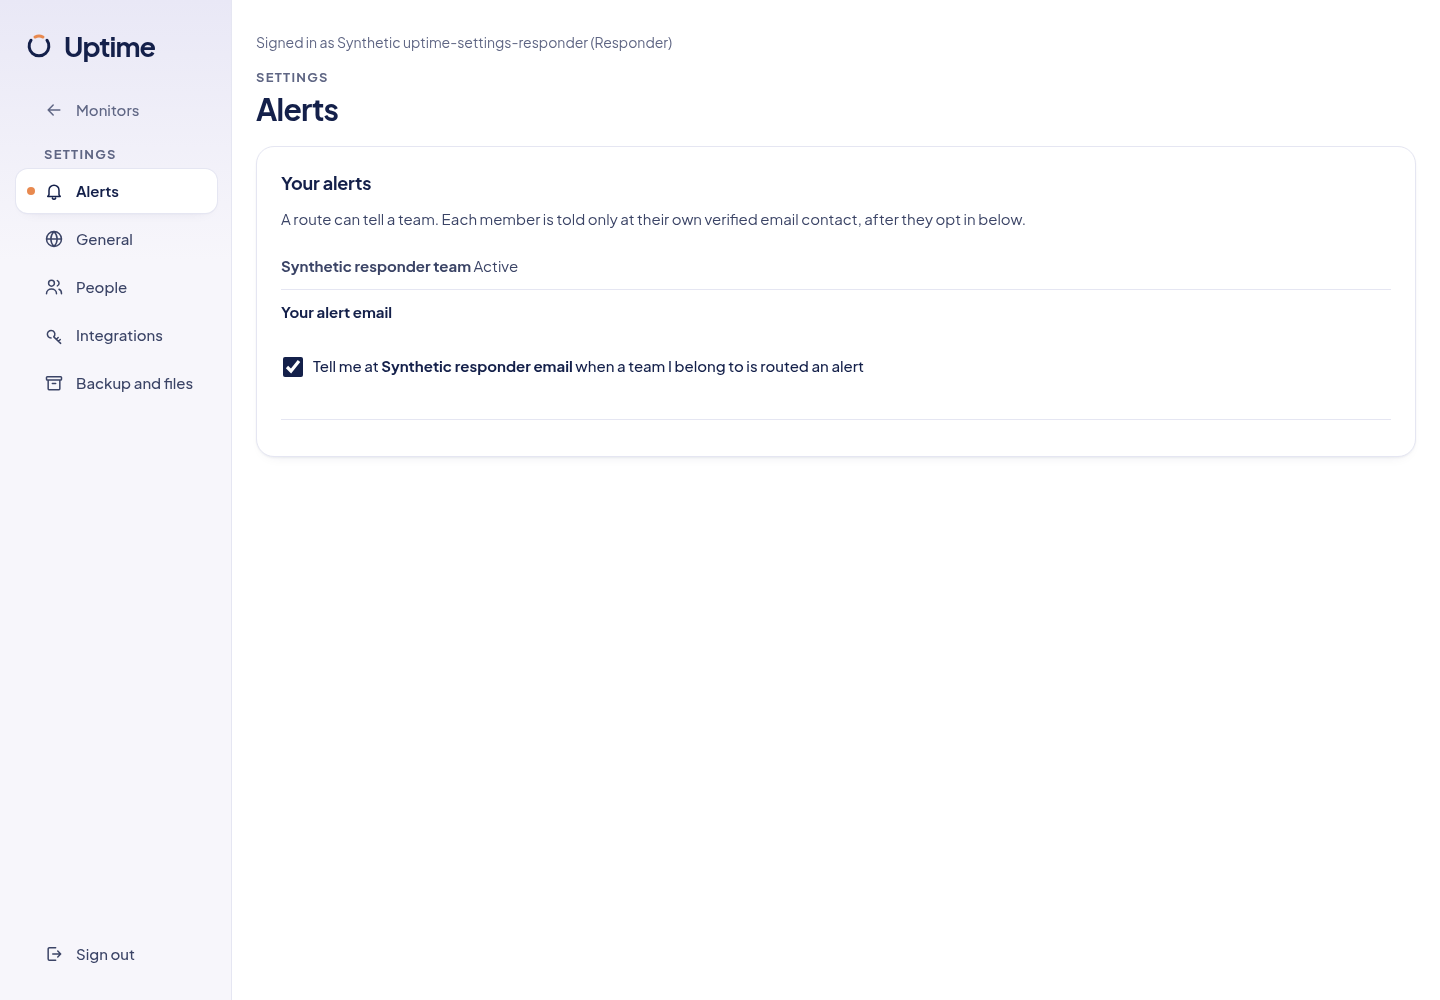 Uptime
Monitors
SETTINGS
Alerts
General
People
Integrations
Backup and files
Sign out
Signed in as Synthetic uptime-settings-responder (Responder)
SETTINGS
Alerts
Your alerts
A route can tell a team. Each member is told only at their own verified email contact, after they opt in below.
Synthetic responder team Active
Your alert email
Tell me at Synthetic responder email when a team I belong to is routed an alert